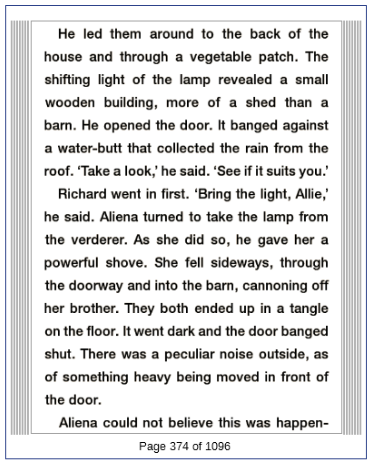 He led them around to the back of the
house and through a vegetable patch. The
shifting light of the lamp revealed a small
wooden building, more of a shed than a
barn. He opened the door. It banged against
a water-butt that collected the rain from the
roof. ‘Take a look,’ he said. ‘See if it suits you.’
Richard went in first. ‘Bring the light, Allie,’
he said. Aliena turned to take the lamp from
the verderer. As she did so, he gave her a
powerful shove. She fell sideways, through
the doorway and into the barn, cannoning off
her brother. They both ended up in a tangle
on the floor. It went dark and the door banged
shut. There was a peculiar noise outside, as
of something heavy being moved in front of
the door.
Aliena could not believe this was happen-
Page 374 of 1096